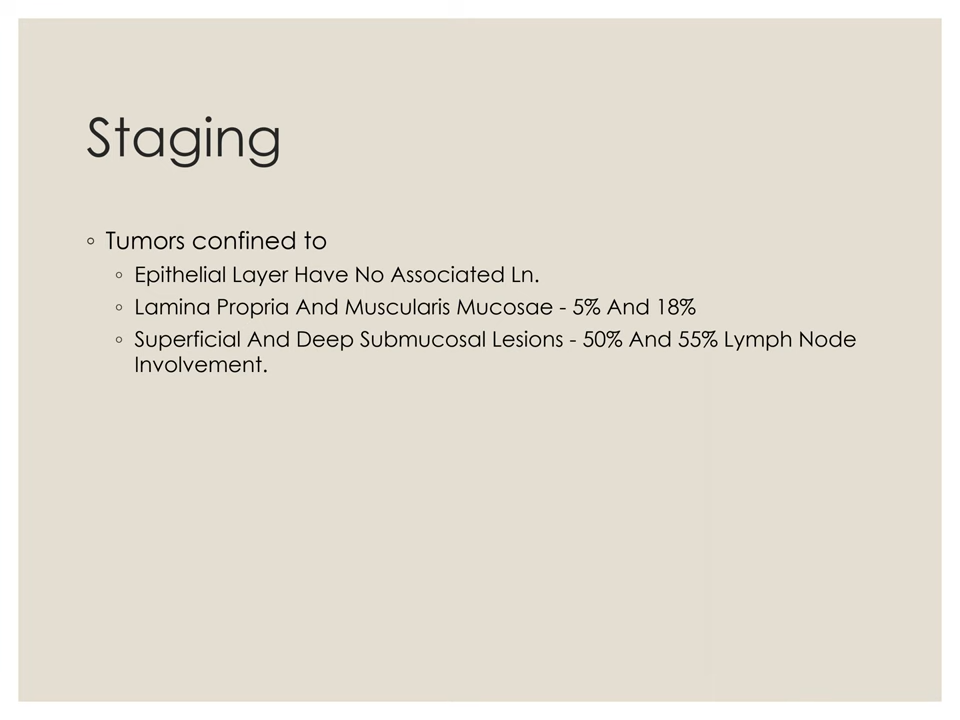 Staging
◦ Tumors confined to
◦ Epithelial Layer Have No Associated Ln.
◦ Lamina Propria And Muscularis Mucosae - 5% And 18%
◦ Superficial And Deep Submucosal Lesions - 50% And 55% Lymph Node
Involvement.